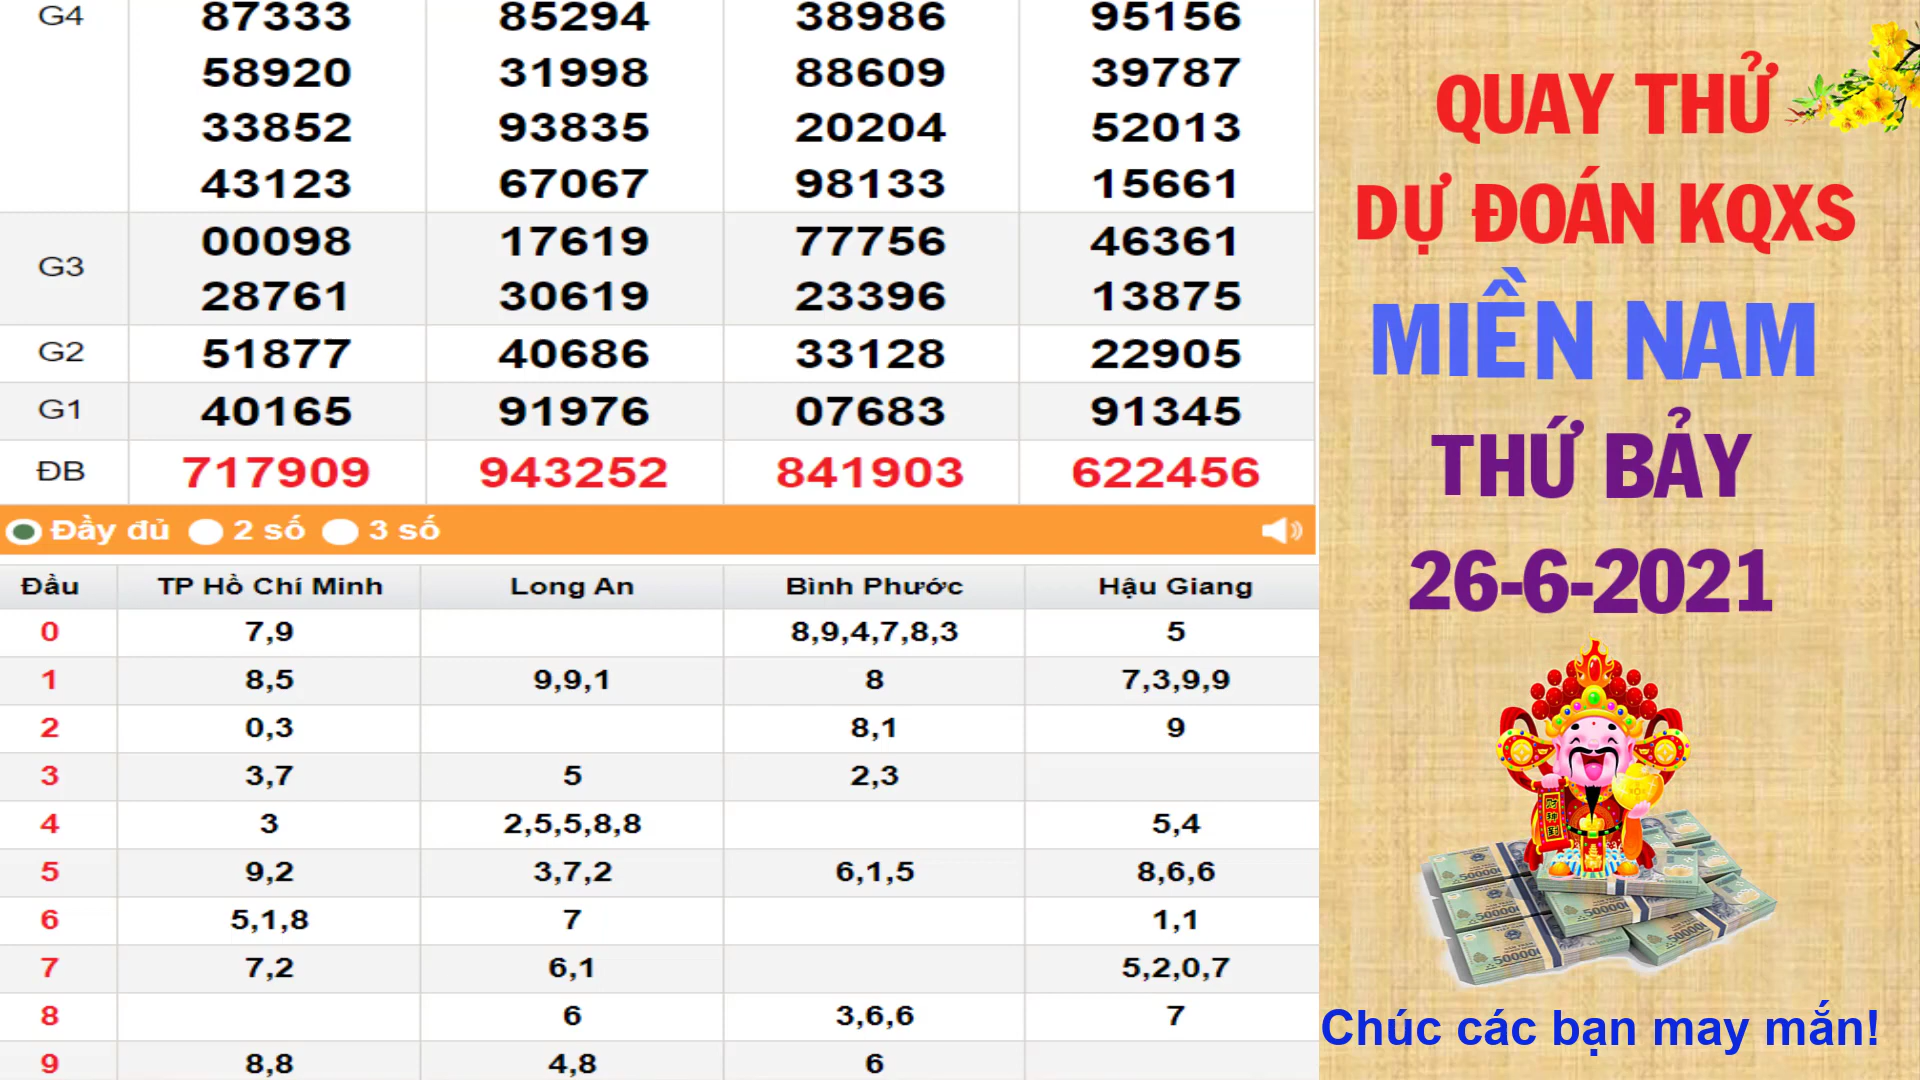 G4 87333 85294 38986 95156
58920 31998 88609 39787
33852 93835 20204 52013
43123 67067 98133 15661
G3 00098 17619 77756 46361
28761 30619 23396 13875
G2 51877 40686 33128 22905
G1 40165 91976 07683 91345
ĐB 717909 943252 841903 622456
Đầy đủ 2 số 3 số
Đầu TP Hồ Chí Minh Long An Bình Phước Hậu Giang
0 7,9 8,9,4,7,8,3 5
1 8,5 9,9,1 8 7,3,9,9
2 0,3 8,1 9
3 3,7 5 2,3
4 3 2,5,5,8,8 5,4
5 9,2 3,7,2 6,1,5 8,6,6
6 5,1,8 7 1,1
7 7,2 6,1 5,2,0,7
8 6 3,6,6 7
9 8,8 4,8 6
QUAY THỬ
DỰ ĐOÁN KQXS
MIỀN NAM
THỨ BẢY
26-6-2021
Chúc các bạn may mắn!